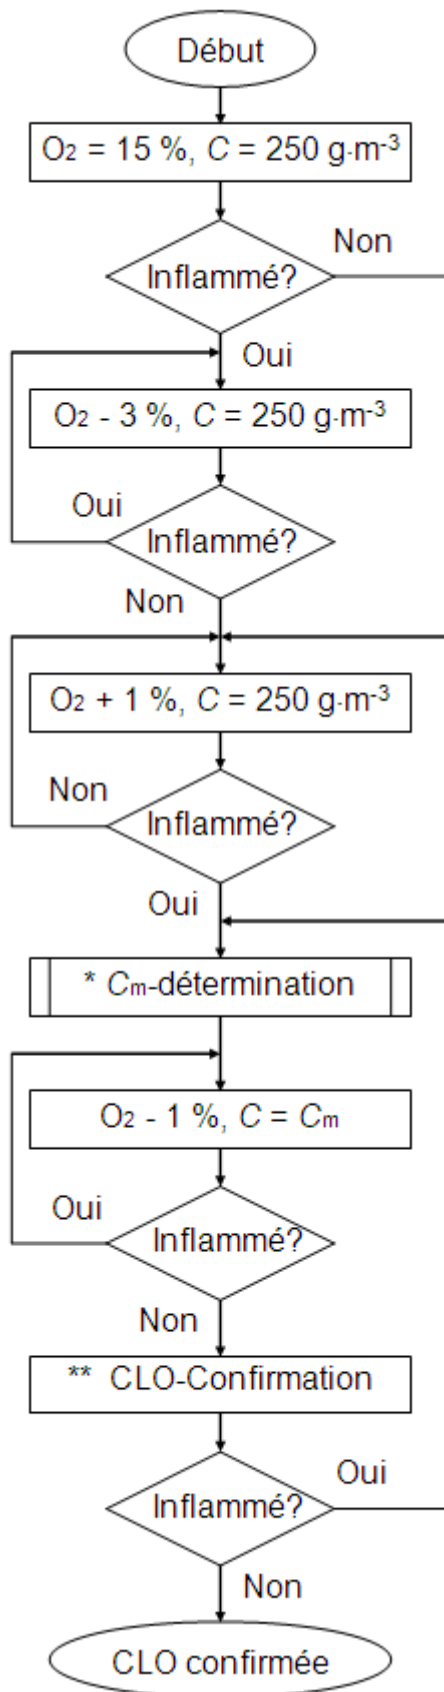 Début
O2 = 15 %, C = 250 g·m-3
Non
Inflammé?
Oui
O2 - 3 %, C = 250 g·m-3
Oui
Inflammé?
Non
O2 + 1 %, C = 250 g·m-3
Non
Inflammé?
Oui
* Cm-détermination
O2 - 1 %, C = Cm
Oui
Inflammé?
Non
** CLO-Confirmation
Oui
Inflammé?
Non
CLO confirmée